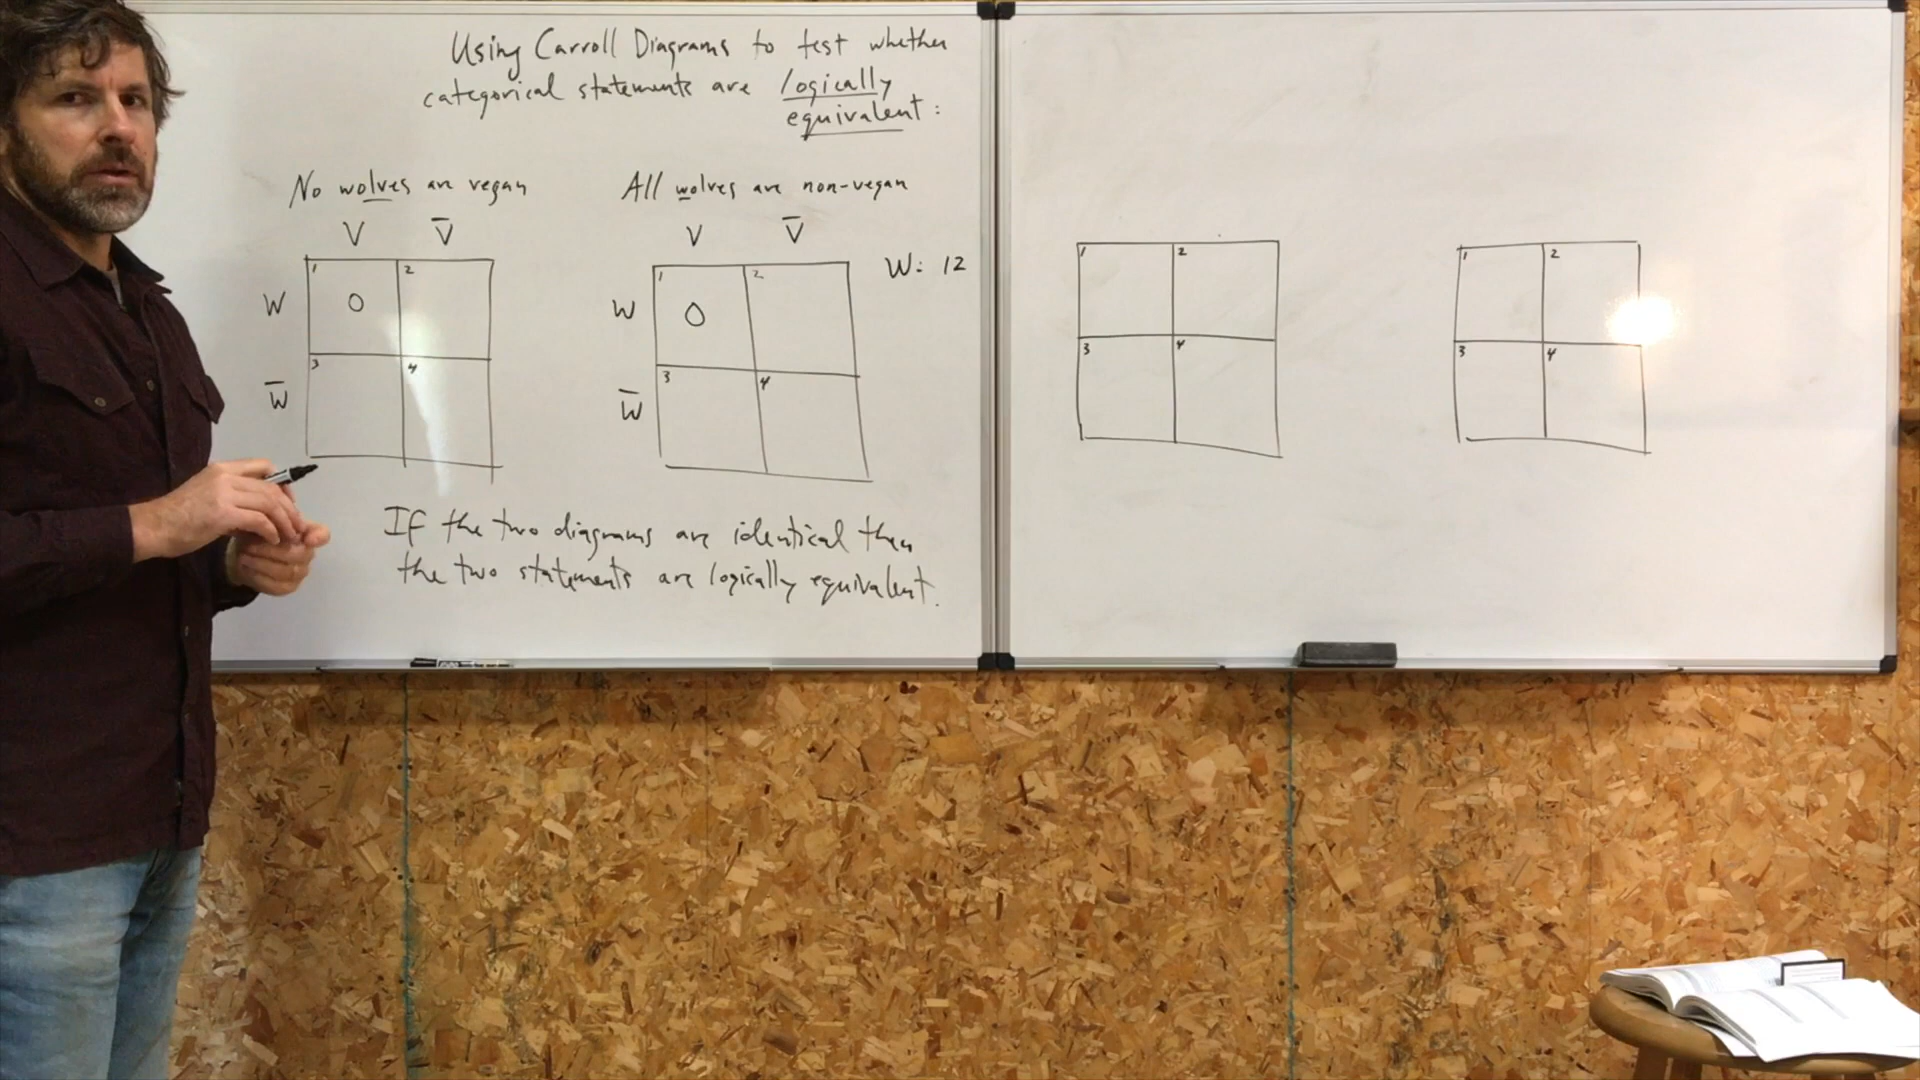 Using Carroll Diagrams to test whether
categorical statements are logically
equivalent:
No wolves are vegan
V V̅
1 2
W O
3 4
W̅
All wolves are non-vegan
V V̅
W: 12
1 2
W O
3 4
W̅
If the two diagrams are identical then
the two statements are logically equivalent.
1 2
3 4
1 2
3 4